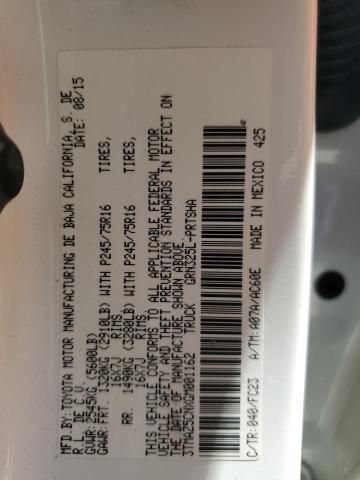 MFD.BY:TOYOTA MOTOR MANUFACTURING DE BAJA CALIFORNIA, S. DE
R.L. DE C.V. DATE: 08/15
GVWR: 2545KG(5600LB)
GAWR: FRT. 1320KG (2910LB) WITH P245/75R16 TIRES,
16X7J RIMS
RR. 1490KG (3280LB) WITH P245/75R16 TIRES,
16X7J RIMS
THIS VEHICLE CONFORMS TO ALL APPLICABLE FEDERAL MOTOR
VEHICLE SAFETY AND THEFT PREVENTION STANDARDS IN EFFECT ON
THE DATE OF MANUFACTURE SHOWN ABOVE.
3TMAZ5CNXGM001162 TRUCK GRN325L-PRTSHA
C/TR:040/FC23 A/TM:A07A/AC60E MADE IN MEXICO 425